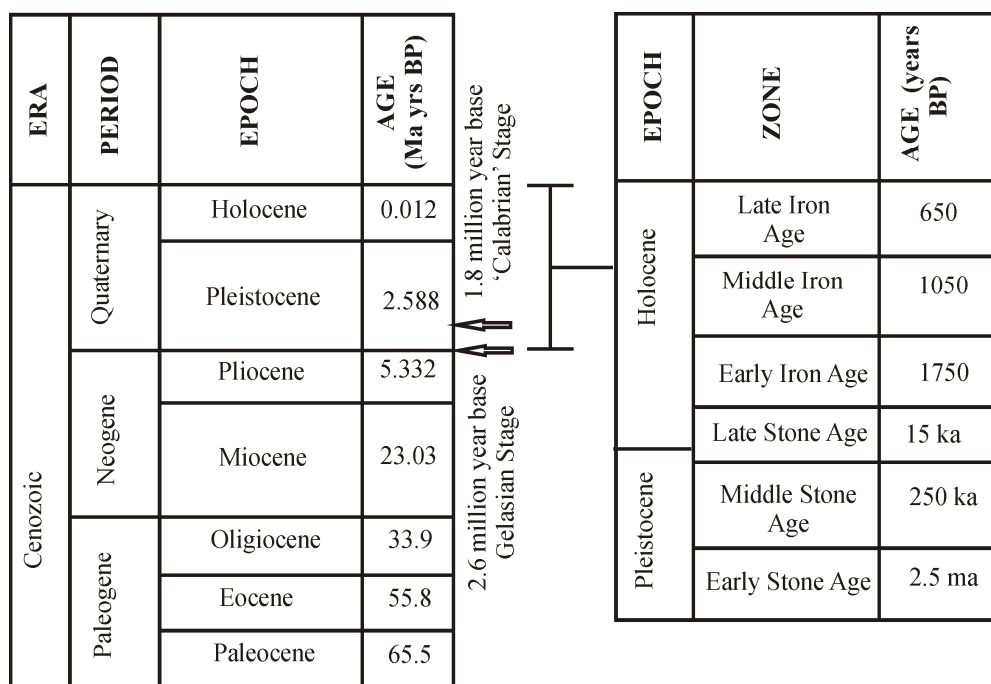 ERA
PERIOD
EPOCH
AGE
(Ma yrs BP)
Cenozoic
Quaternary
Holocene
0.012
Pleistocene
2.588
Neogene
Pliocene
5.332
Miocene
23.03
Paleogene
Oligiocene
33.9
Eocene
55.8
Paleocene
65.5
1.8 million year base
‘Calabrian’ Stage
2.6 million year base
Gelasian Stage
EPOCH
ZONE
AGE (years
BP)
Holocene
Late Iron
Age
650
Middle Iron
Age
1050
Early Iron Age
1750
Late Stone Age
15 ka
Pleistocene
Middle Stone
Age
250 ka
Early Stone Age
2.5 ma